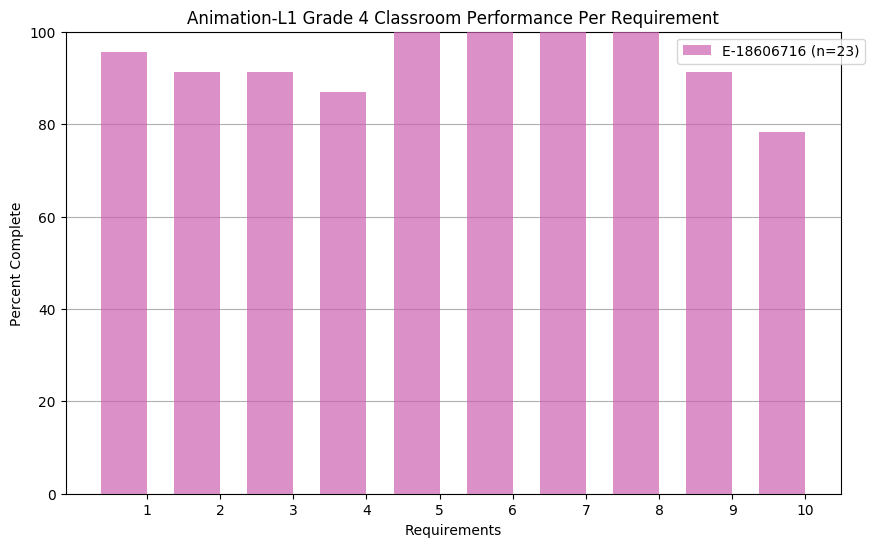 Animation-L1 Grade 4 Classroom Performance Per Requirement
E-18606716 (n=23)
Percent Complete
100
80
60
40
20
0
1 2 3 4 5 6 7 8 9 10
Requirements